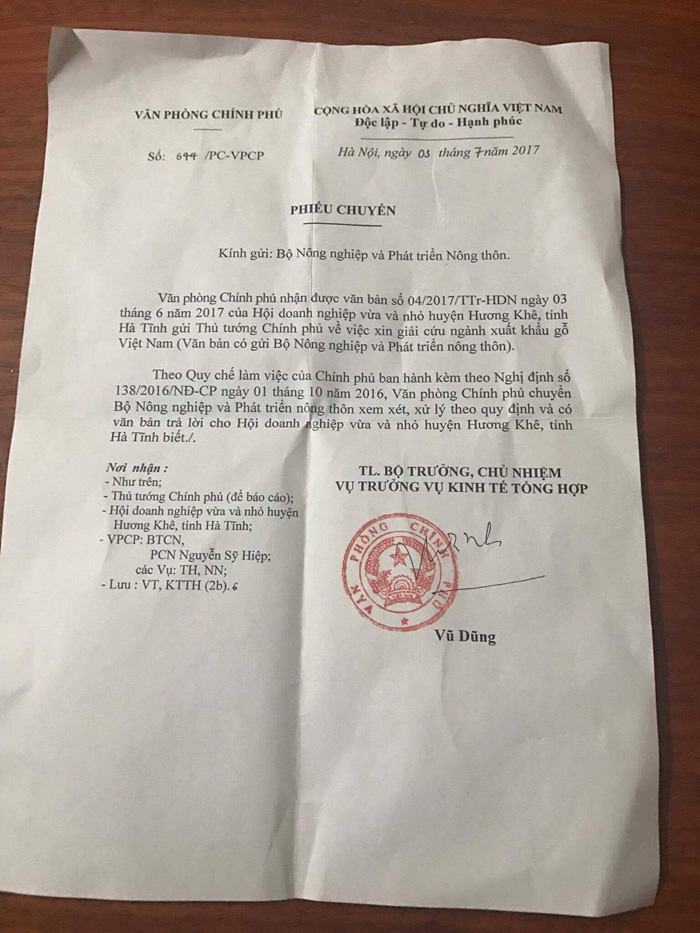 VĂN PHÒNG CHÍNH PHỦ
CỘNG HÒA XÃ HỘI CHỦ NGHĨA VIỆT NAM
Độc lập - Tự do - Hạnh phúc
Số: 694 /PC-VPCP
Hà Nội, ngày 03 tháng 7 năm 2017
PHIẾU CHUYỂN
Kính gửi: Bộ Nông nghiệp và Phát triển Nông thôn.
Văn phòng Chính phủ nhận được văn bản số 04/2017/TTr-HDN ngày 03
tháng 6 năm 2017 của Hội doanh nghiệp vừa và nhỏ huyện Hương Khê, tỉnh
Hà Tĩnh gửi Thủ tướng Chính phủ về việc xin giải cứu ngành xuất khẩu gỗ
Việt Nam (Văn bản có gửi Bộ Nông nghiệp và Phát triển nông thôn).
Theo Quy chế làm việc của Chính phủ ban hành kèm theo Nghị định số
138/2016/NĐ-CP ngày 01 tháng 10 năm 2016, Văn phòng Chính phủ chuyển
Bộ Nông nghiệp và Phát triển nông thôn xem xét, xử lý theo quy định và có
văn bản trả lời cho Hội doanh nghiệp vừa và nhỏ huyện Hương Khê, tỉnh
Hà Tĩnh biết./.
Nơi nhận :
- Như trên;
- Thủ tướng Chính phủ (để báo cáo);
- Hội doanh nghiệp vừa và nhỏ huyện
Hương Khê, tỉnh Hà Tĩnh;
- VPCP: BTCN,
PCN Nguyễn Sỹ Hiệp;
các Vụ: TH, NN;
- Lưu : VT, KTTH (2b). 6
TL. BỘ TRƯỞNG, CHỦ NHIỆM
VỤ TRƯỞNG VỤ KINH TẾ TỔNG HỢP
VĂN PHÒNG CHÍNH PHỦ
Vũ Dũng